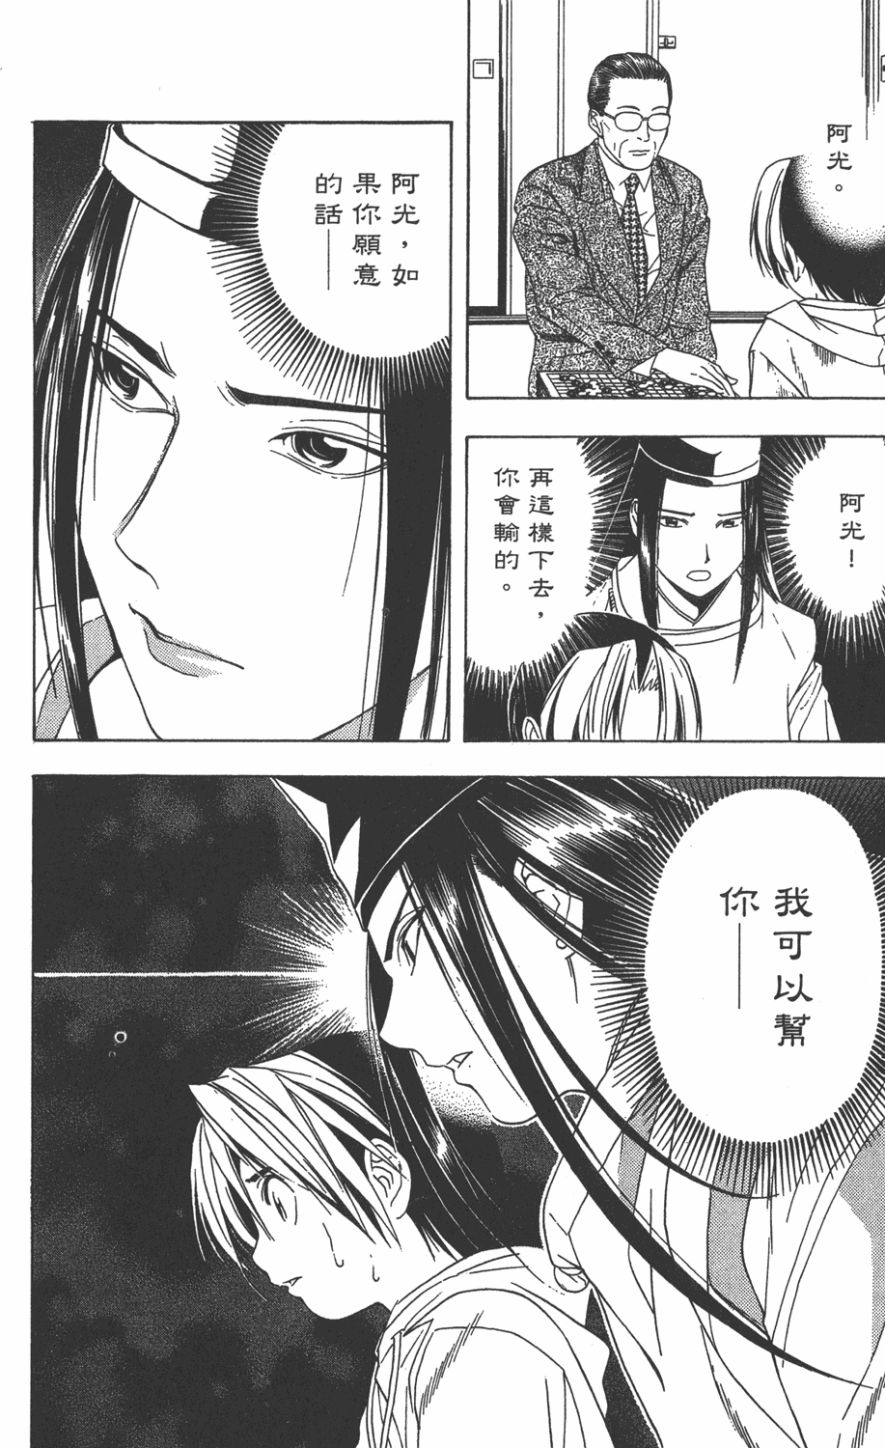 阿光。
阿光！
再這樣下去，
你會輸的。
阿光，如
果你願意
的話——
我可以幫
你——